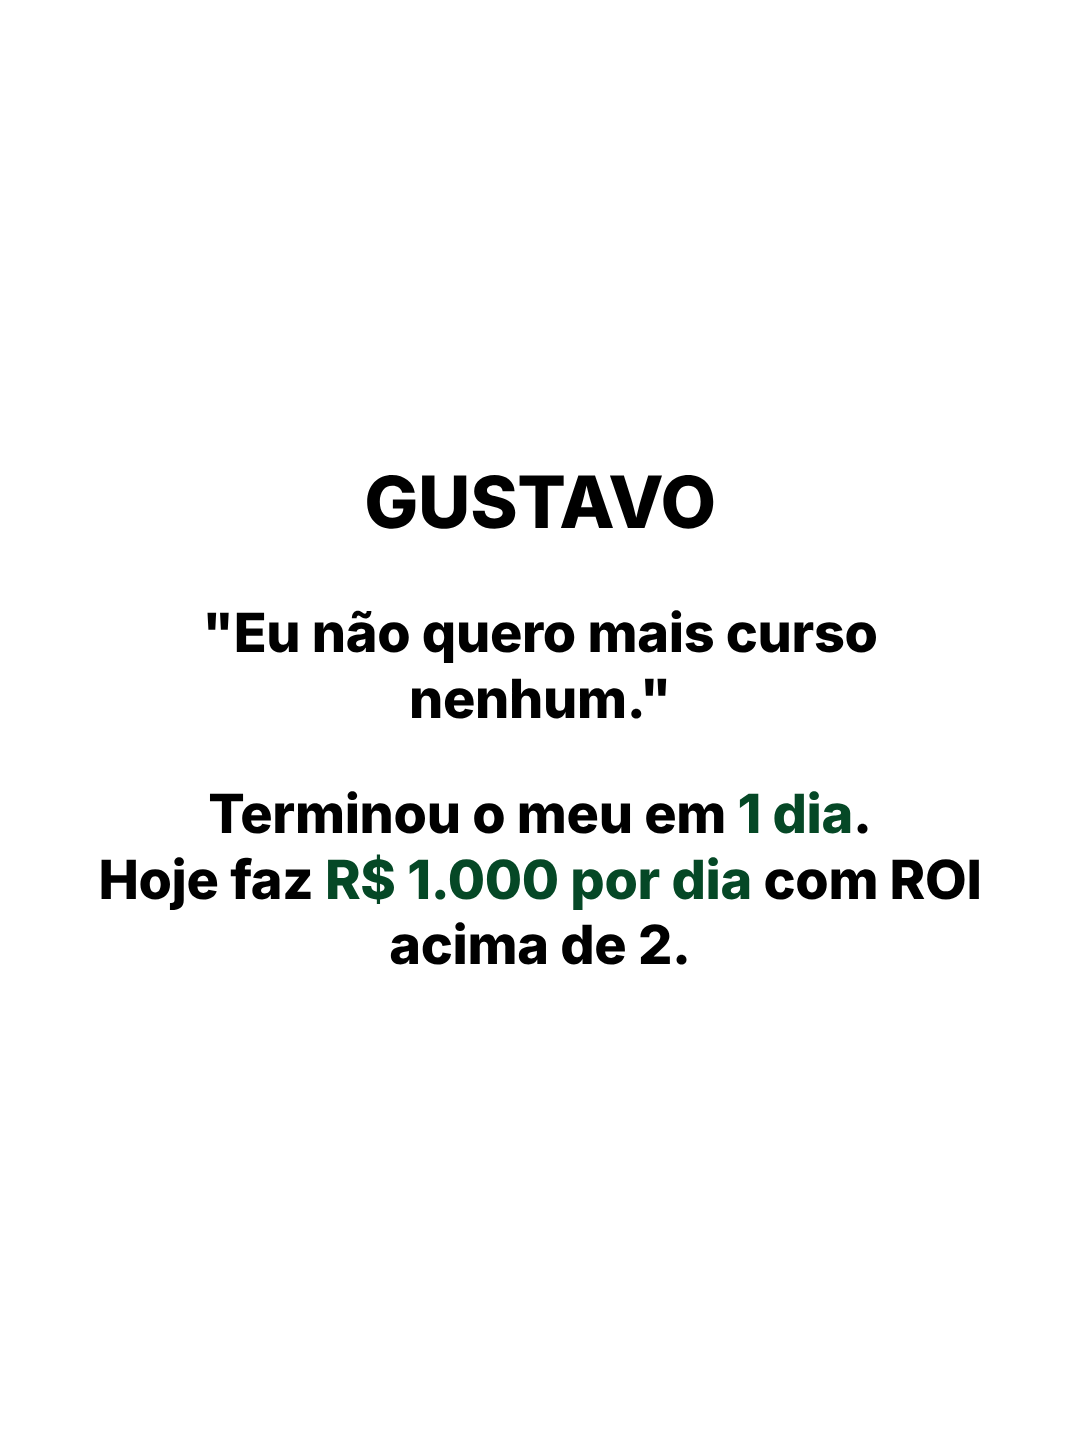 GUSTAVO
"Eu não quero mais curso
nenhum."
Terminou o meu em 1 dia.
Hoje faz R$ 1.000 por dia com ROI
acima de 2.